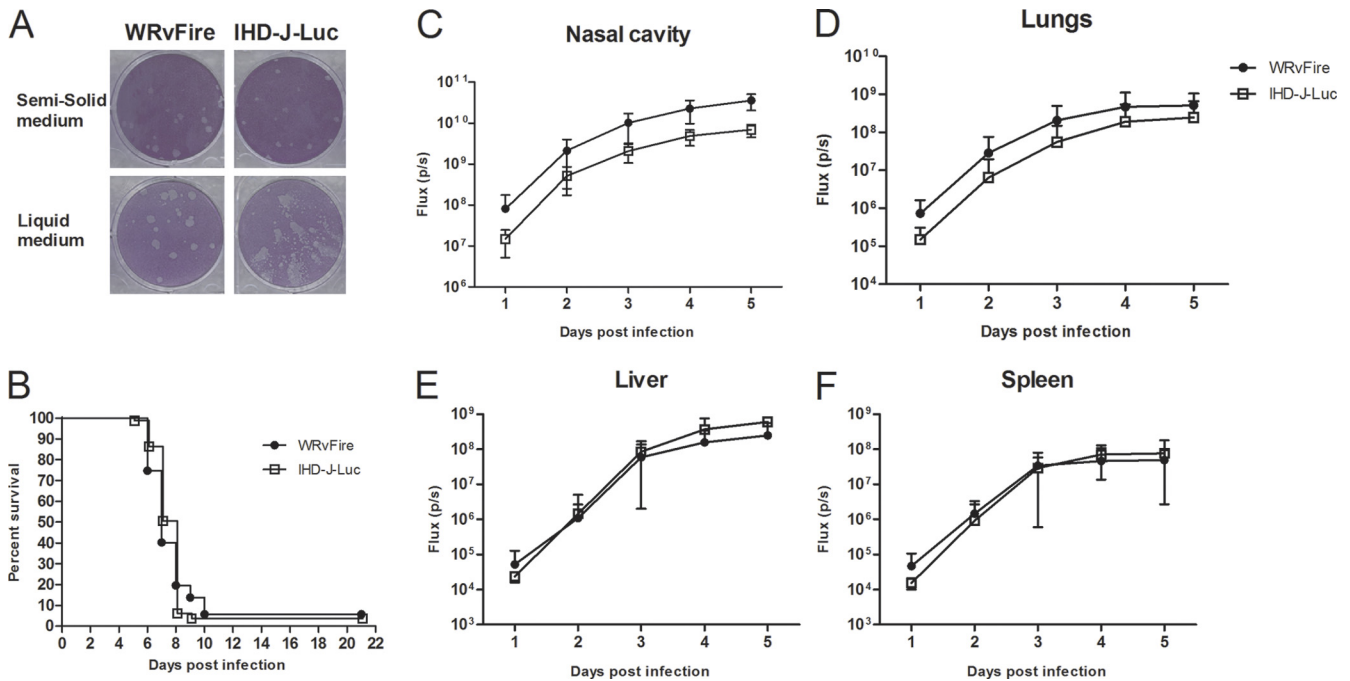 A
WRvFire IHD-J-Luc
Semi-Solid
medium
Liquid
medium
B
100
90
80
70
60
50
40
30
20
10
0
Percent survival
0 2 4 6 8 10 12 14 16 18 20 22
Days post infection
WRvFire
IHD-J-Luc
C
Nasal cavity
10¹¹
10¹⁰
10⁹
10⁸
10⁷
10⁶
Flux (p/s)
1 2 3 4 5
Days post infection
D
Lungs
10¹⁰
10⁹
10⁸
10⁷
10⁶
10⁵
10⁴
Flux (p/s)
1 2 3 4 5
Days post infection
WRvFire
IHD-J-Luc
E
Liver
10⁹
10⁸
10⁷
10⁶
10⁵
10⁴
10³
Flux (p/s)
1 2 3 4 5
Days post infection
F
Spleen
10⁹
10⁸
10⁷
10⁶
10⁵
10⁴
10³
Flux (p/s)
1 2 3 4 5
Days post infection